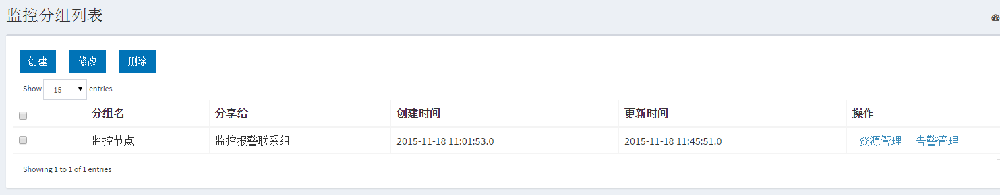 监控分组列表
创建 修改 删除
Show 15 entries
分组名 分享给 创建时间 更新时间 操作
监控节点 监控报警联系组 2015-11-18 11:01:53.0 2015-11-18 11:45:51.0 资源管理 告警管理
Showing 1 to 1 of 1 entries